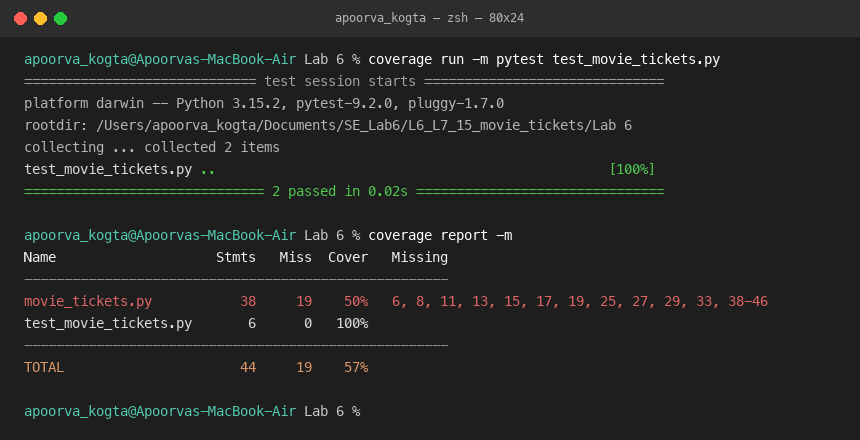 apoorva_kogta — zsh — 80x24
apoorva_kogta@Apoorvas-MacBook-Air Lab 6 % coverage run -m pytest test_movie_tickets.py
============================= test session starts ==============================
platform darwin -- Python 3.15.2, pytest-9.2.0, pluggy-1.7.0
rootdir: /Users/apoorva_kogta/Documents/SE_Lab6/L6_L7_15_movie_tickets/Lab 6
collecting ... collected 2 items
test_movie_tickets.py .. [100%]
============================== 2 passed in 0.02s ===============================
apoorva_kogta@Apoorvas-MacBook-Air Lab 6 % coverage report -m
Name Stmts Miss Cover Missing
-----------------------------------------------------
movie_tickets.py 38 19 50% 6, 8, 11, 13, 15, 17, 19, 25, 27, 29, 33, 38-46
test_movie_tickets.py 6 0 100%
-----------------------------------------------------
TOTAL 44 19 57%
apoorva_kogta@Apoorvas-MacBook-Air Lab 6 %